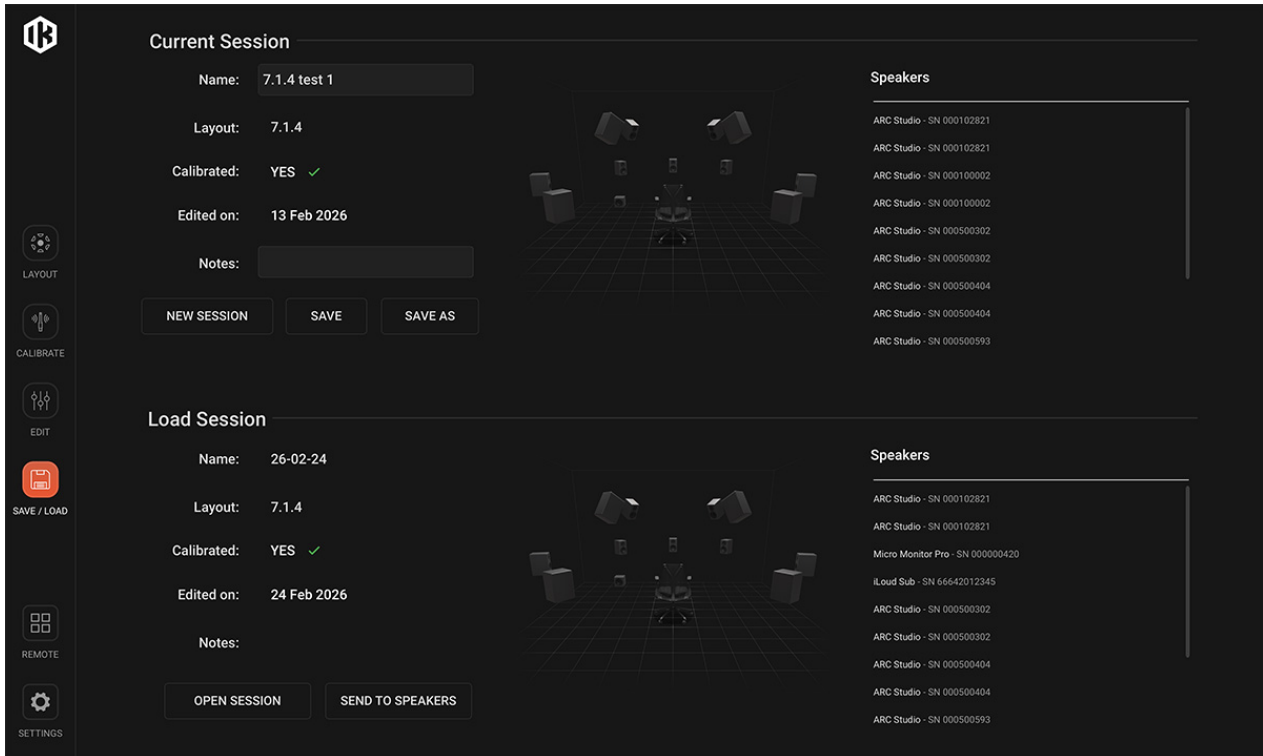 Current Session
Name: 7.1.4 test 1
Layout: 7.1.4
Calibrated: YES
Edited on: 13 Feb 2026
Notes:
NEW SESSION SAVE SAVE AS
Speakers
ARC Studio - SN 000102821
ARC Studio - SN 000102821
ARC Studio - SN 000100002
ARC Studio - SN 000100002
ARC Studio - SN 000500302
ARC Studio - SN 000500302
ARC Studio - SN 000500404
ARC Studio - SN 000500404
ARC Studio - SN 000500593
LAYOUT
CALIBRATE
EDIT
SAVE / LOAD
REMOTE
SETTINGS
Load Session
Name: 26-02-24
Layout: 7.1.4
Calibrated: YES
Edited on: 24 Feb 2026
Notes:
OPEN SESSION SEND TO SPEAKERS
Speakers
ARC Studio - SN 000102821
ARC Studio - SN 000102821
Micro Monitor Pro - SN 000000420
iLoud Sub - SN 66642012345
ARC Studio - SN 000500302
ARC Studio - SN 000500302
ARC Studio - SN 000500404
ARC Studio - SN 000500404
ARC Studio - SN 000500593